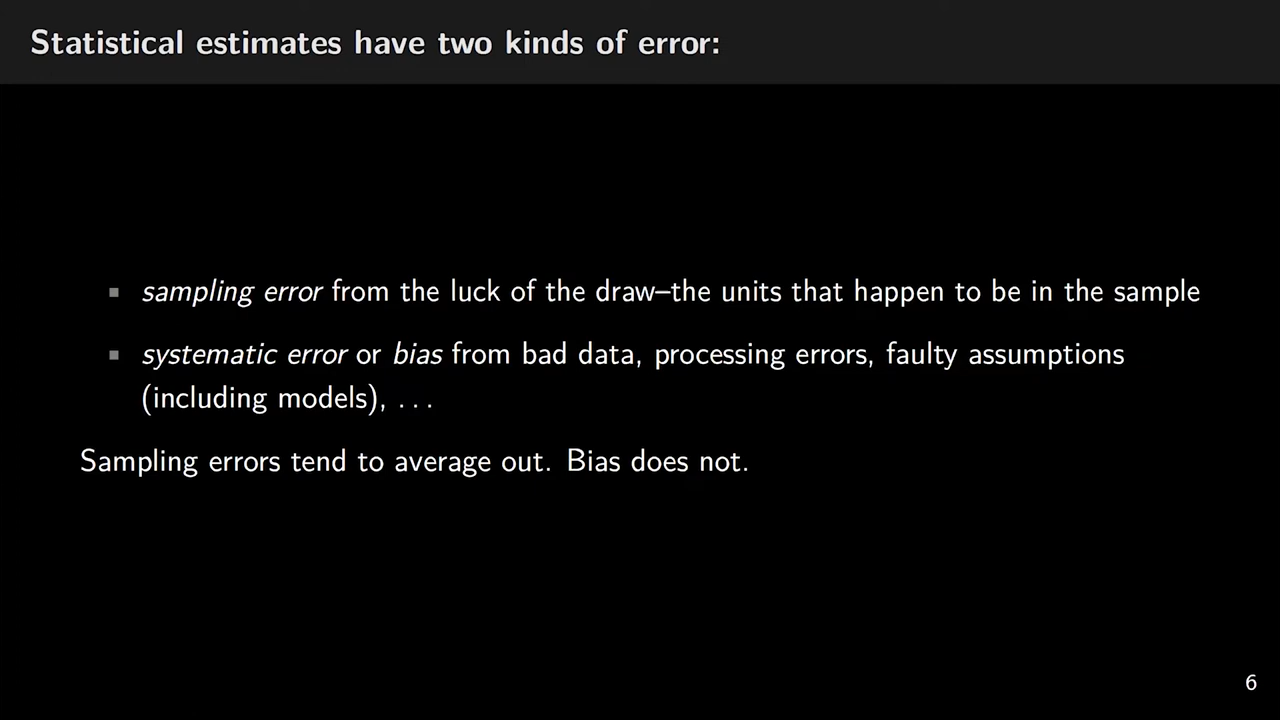 Statistical estimates have two kinds of error:
▪ sampling error from the luck of the draw–the units that happen to be in the sample
▪ systematic error or bias from bad data, processing errors, faulty assumptions
(including models), . . .
Sampling errors tend to average out. Bias does not.
6